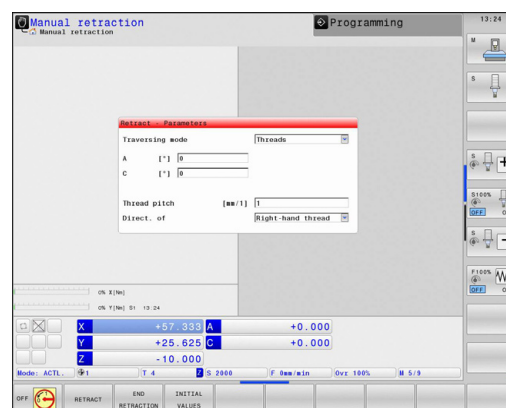 Manual retraction
Manual retraction
Programming
13:24
M
S
Retract - Parameters
Traversing mode Threads
A [°] 0
C [°] 0
Thread pitch [mm/1] 1
Direct. of Right-hand thread
S
S100%
OFF
S
F100%
OFF
0% X[Nm]
0% Y[Nm] S1 13:24
X +57.333 A +0.000
Y +25.625 C +0.000
Z -10.000
Mode: ACTL. 1 T 4 Z S 2000 F 0mm/min Ovr 100% M 5/9
OFF
RETRACT
END
RETRACTION
INITIAL
VALUES